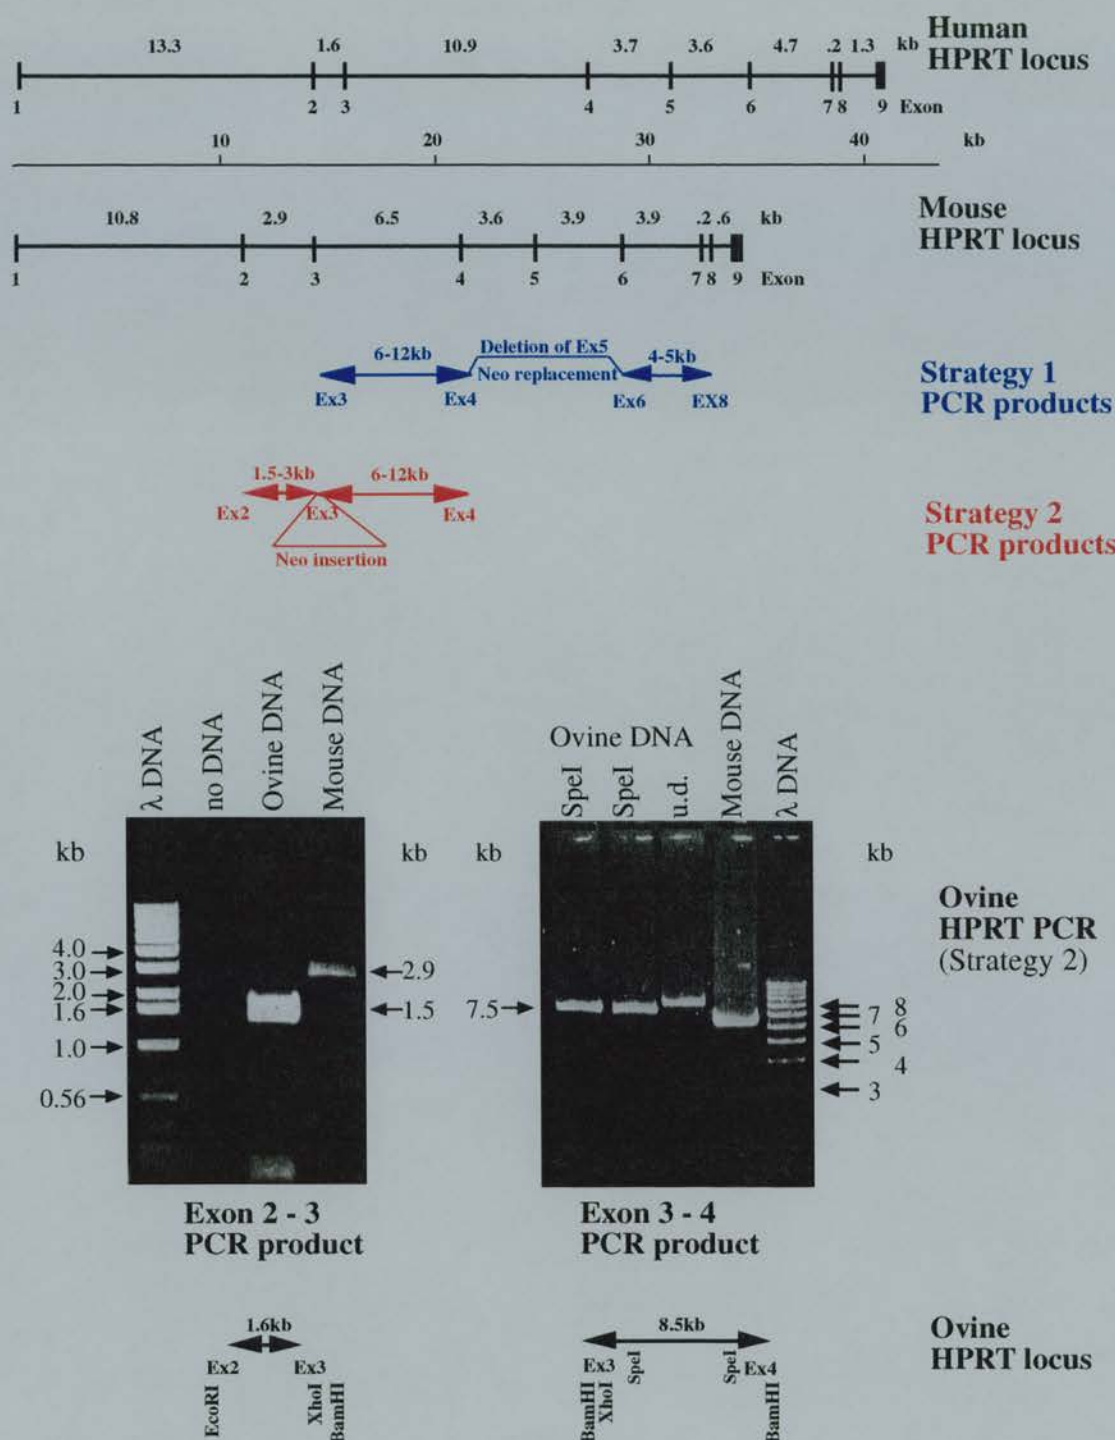 Human
HPRT locus
13.3 1.6 10.9 3.7 3.6 4.7 .2 1.3 kb
1 2 3 4 5 6 7 8 9 Exon
10 20 30 40 kb
Mouse
HPRT locus
10.8 2.9 6.5 3.6 3.9 3.9 .2 .6 kb
1 2 3 4 5 6 7 8 9 Exon
6-12kb Deletion of Ex5 4-5kb
Neo replacement
Ex3 Ex4 Ex6 EX8
Strategy 1
PCR products
1.5-3kb 6-12kb
Ex2 Ex3 Ex4
Neo insertion
Strategy 2
PCR products
λ DNA
no DNA
Ovine DNA
Mouse DNA
kb
4.0
3.0
2.0
1.6
1.0
0.56
kb
2.9
1.5
Exon 2 - 3
PCR product
Ovine DNA
SpeI
SpeI
u.d.
Mouse DNA
λ DNA
kb
7.5
kb
8
7
6
5
4
3
Exon 3 - 4
PCR product
Ovine
HPRT PCR
(Strategy 2)
1.6kb
Ex2 Ex3
EcoRI
XhoI
BamHI
8.5kb
Ex3 SpeI SpeI Ex4
BamHI
XhoI
BamHI
Ovine
HPRT locus